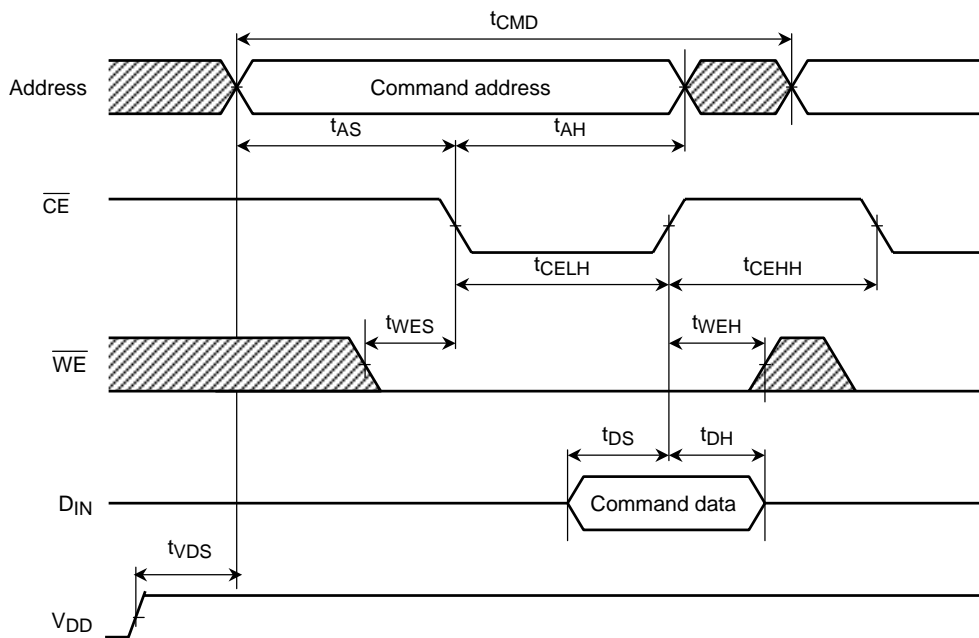 tCMD
Address
Command address
tAS
tAH
CE
tCELH
tCEHH
tWES
tWEH
WE
tDS
tDH
DIN
Command data
tVDS
VDD